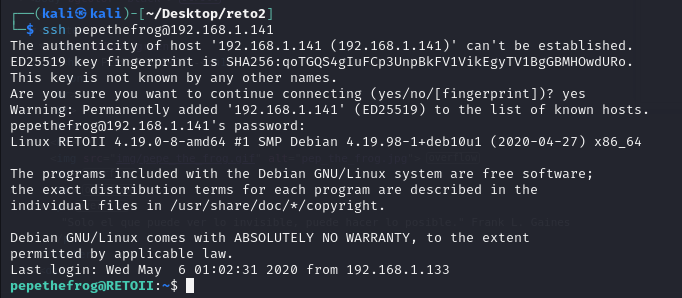 ┌──(kali㉿kali)-[~/Desktop/reto2]
└─$ ssh pepethefrog@192.168.1.141
The authenticity of host '192.168.1.141 (192.168.1.141)' can't be established.
ED25519 key fingerprint is SHA256:qoTGQS4gIuFCp3UnpBkFV1VikEgyTV1BgGBMHOwdURo.
This key is not known by any other names.
Are you sure you want to continue connecting (yes/no/[fingerprint])? yes
Warning: Permanently added '192.168.1.141' (ED25519) to the list of known hosts.
pepethefrog@192.168.1.141's password:
Linux RETOII 4.19.0-8-amd64 #1 SMP Debian 4.19.98-1+deb10u1 (2020-04-27) x86_64
The programs included with the Debian GNU/Linux system are free software;
the exact distribution terms for each program are described in the
individual files in /usr/share/doc/*/copyright.
Debian GNU/Linux comes with ABSOLUTELY NO WARRANTY, to the extent
permitted by applicable law.
Last login: Wed May  6 01:02:31 2020 from 192.168.1.133
pepethefrog@RETOII:~$